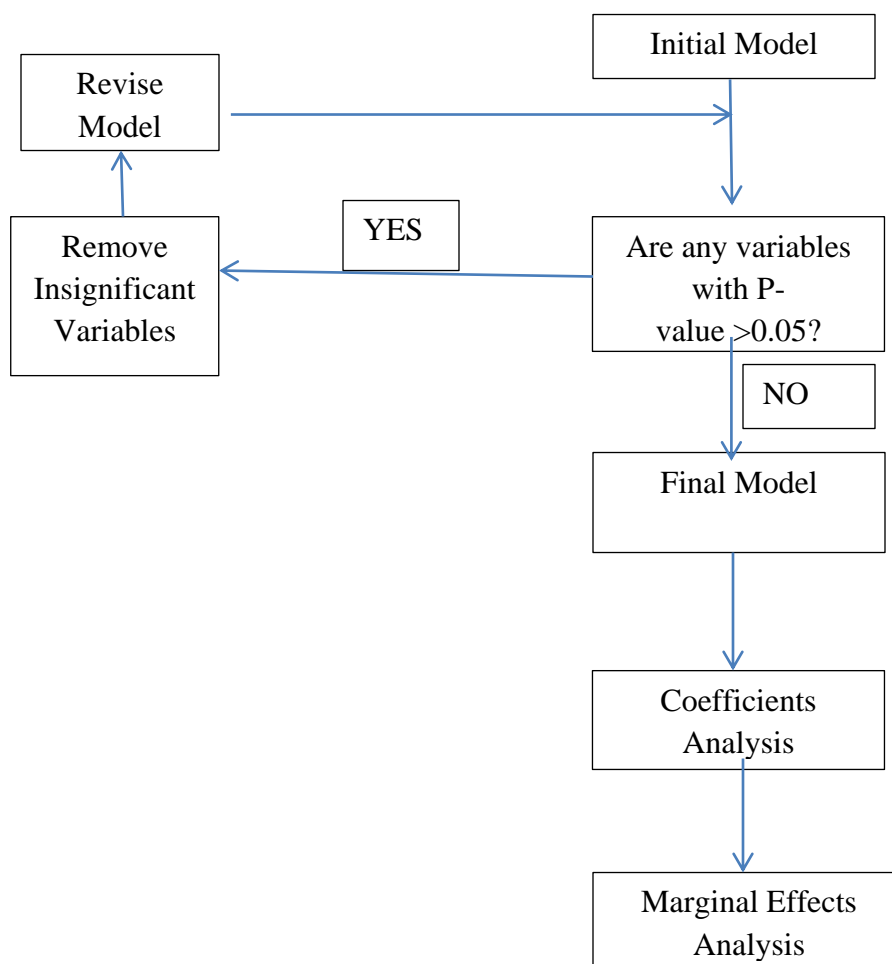 Initial Model
Revise
Model
YES
Remove
Insignificant
Variables
Are any variables
with P-
value >0.05?
NO
Final Model
Coefficients
Analysis
Marginal Effects
Analysis